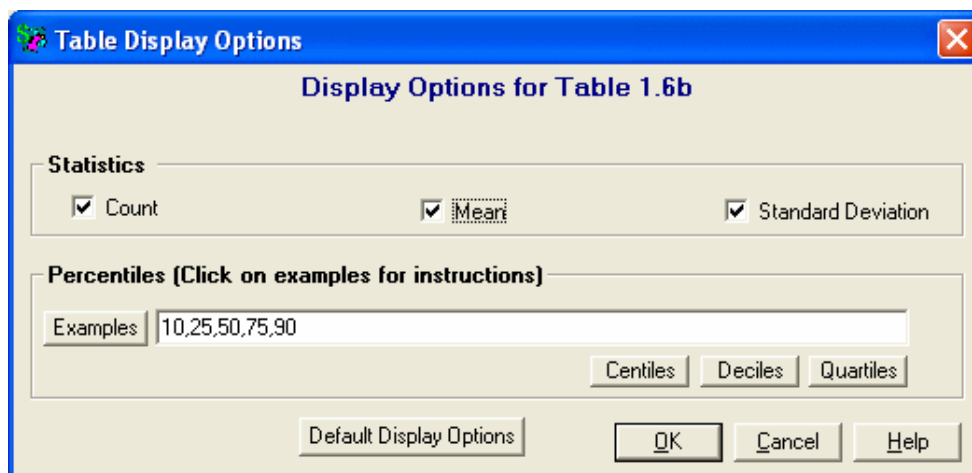 Table Display Options
Display Options for Table 1.6b
Statistics
Count Mean Standard Deviation
Percentiles (Click on examples for instructions)
Examples 10,25,50,75,90
Centiles Deciles Quartiles
Default Display Options OK Cancel Help